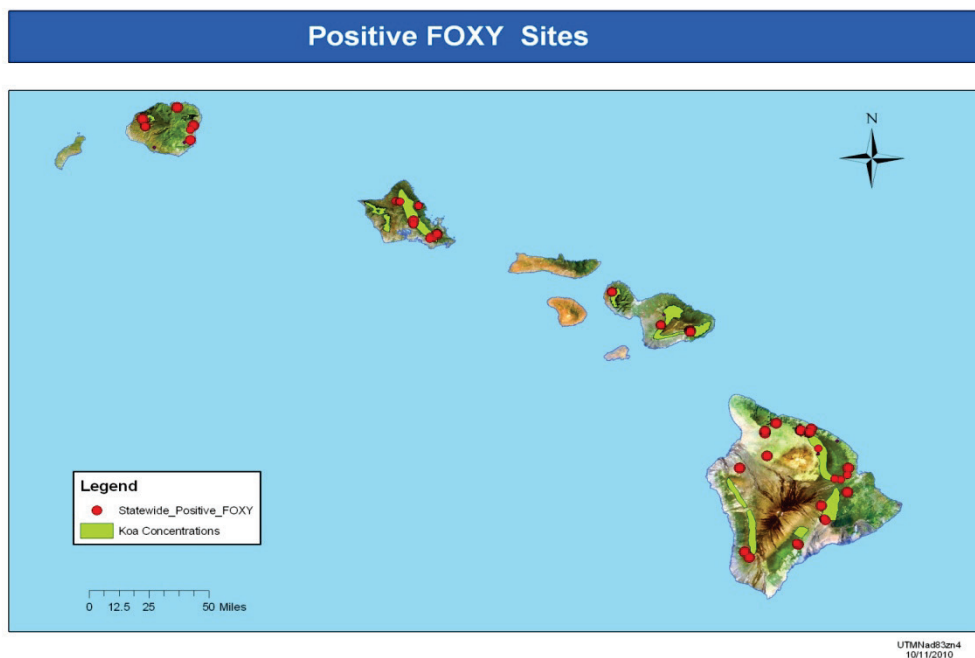 Positive FOXY Sites
N
Legend
Statewide_Positive_FOXY
Koa Concentrations
0 12.5 25 50 Miles
UTMNad83zn4
10/11/2010